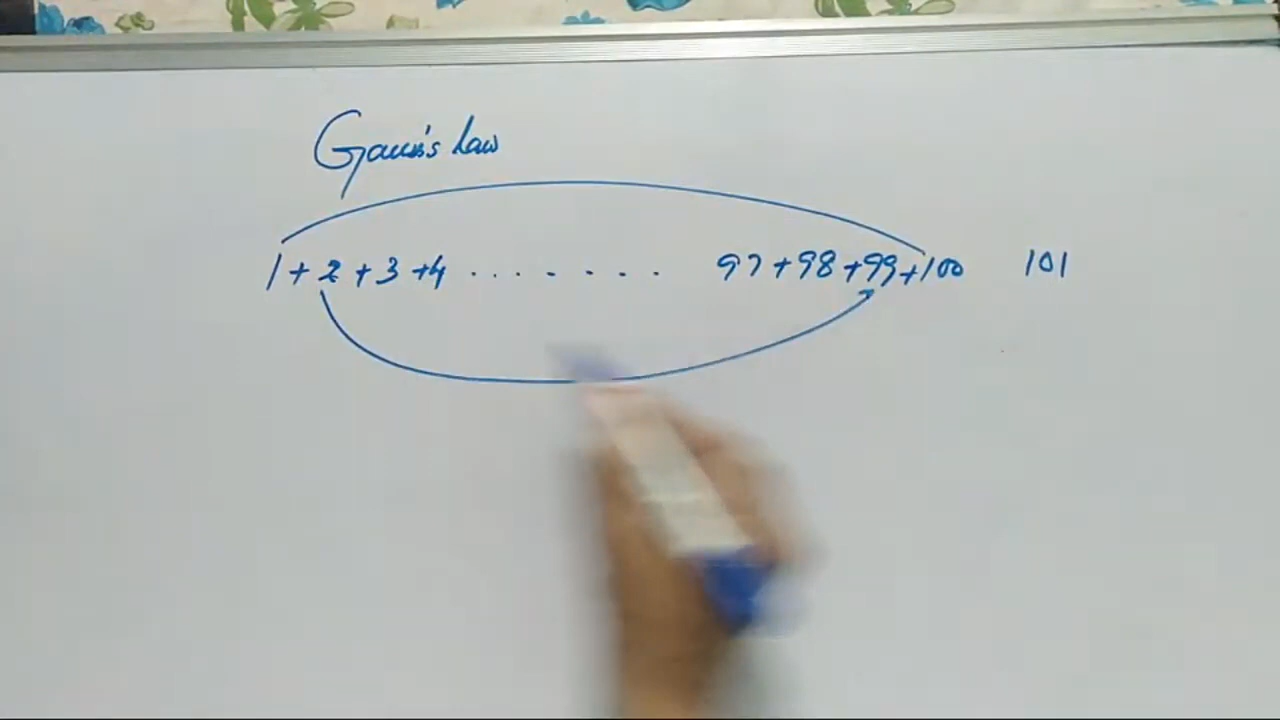 Gauss's law
1 + 2 + 3 + 4 . . . . . . . 97 + 98 + 99 + 100 101